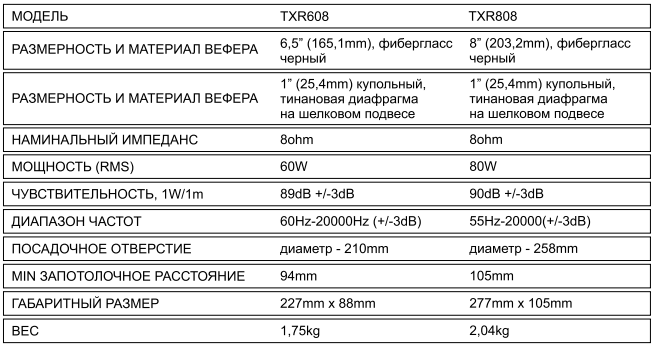 МОДЕЛЬ TXR608 TXR808
РАЗМЕРНОСТЬ И МАТЕРИАЛ ВЕФЕРА 6,5” (165,1mm), фибергласс 8” (203,2mm), фибергласс
черный черный
РАЗМЕРНОСТЬ И МАТЕРИАЛ ВЕФЕРА 1” (25,4mm) купольный, 1” (25,4mm) купольный,
тинановая диафрагма тинановая диафрагма
на шелковом подвесе на шелковом подвесе
НАМИНАЛЬНЫЙ ИМПЕДАНС 8ohm 8ohm
МОЩНОСТЬ (RMS) 60W 80W
ЧУВСТВИТЕЛЬНОСТЬ, 1W/1m 89dB +/-3dB 90dB +/-3dB
ДИАПАЗОН ЧАСТОТ 60Hz-20000Hz (+/-3dB) 55Hz-20000(+/-3dB)
ПОСАДОЧНОЕ ОТВЕРСТИЕ диаметр - 210mm диаметр - 258mm
MIN ЗАПОТОЛОЧНОЕ РАССТОЯНИЕ 94mm 105mm
ГАБАРИТНЫЙ РАЗМЕР 227mm x 88mm 277mm x 105mm
ВЕС 1,75kg 2,04kg